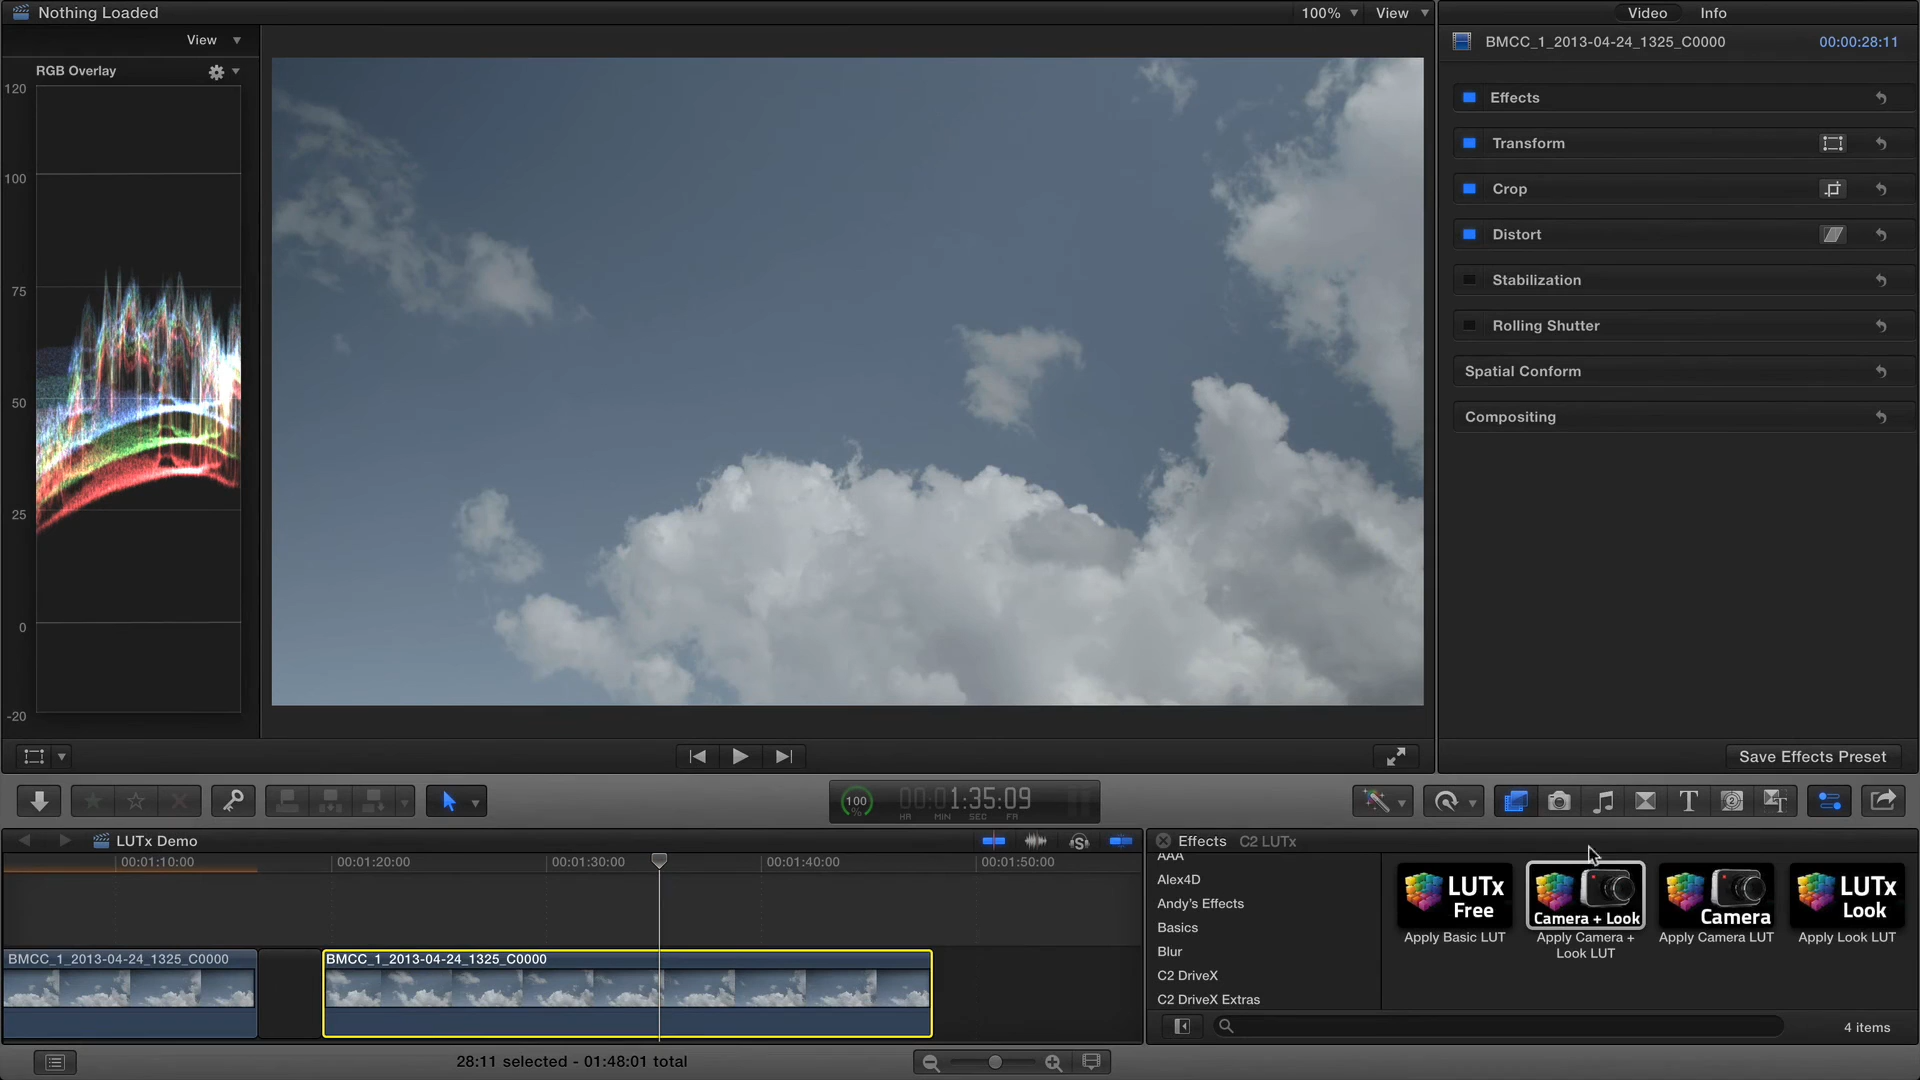 Nothing Loaded
100%
View
Video
Info
View
BMCC_1_2013-04-24_1325_C0000
00:00:28:11
RGB Overlay
120
100
75
50
25
0
-20
Effects
Transform
Crop
Distort
Stabilization
Rolling Shutter
Spatial Conform
Compositing
Save Effects Preset
100
%
00:01:35:09
HR MIN SEC FR
LUTx Demo
00:01:10:00
00:01:20:00
00:01:30:00
00:01:40:00
00:01:50:00
BMCC_1_2013-04-24_1325_C0000
BMCC_1_2013-04-24_1325_C0000
Effects
C2 LUTx
AAA
Alex4D
Andy's Effects
Basics
Blur
C2 DriveX
C2 DriveX Extras
LUTx
Free
Apply Basic LUT
Camera + Look
Apply Camera +
Look LUT
Camera
Apply Camera LUT
LUTx
Look
Apply Look LUT
4 items
28:11 selected - 01:48:01 total